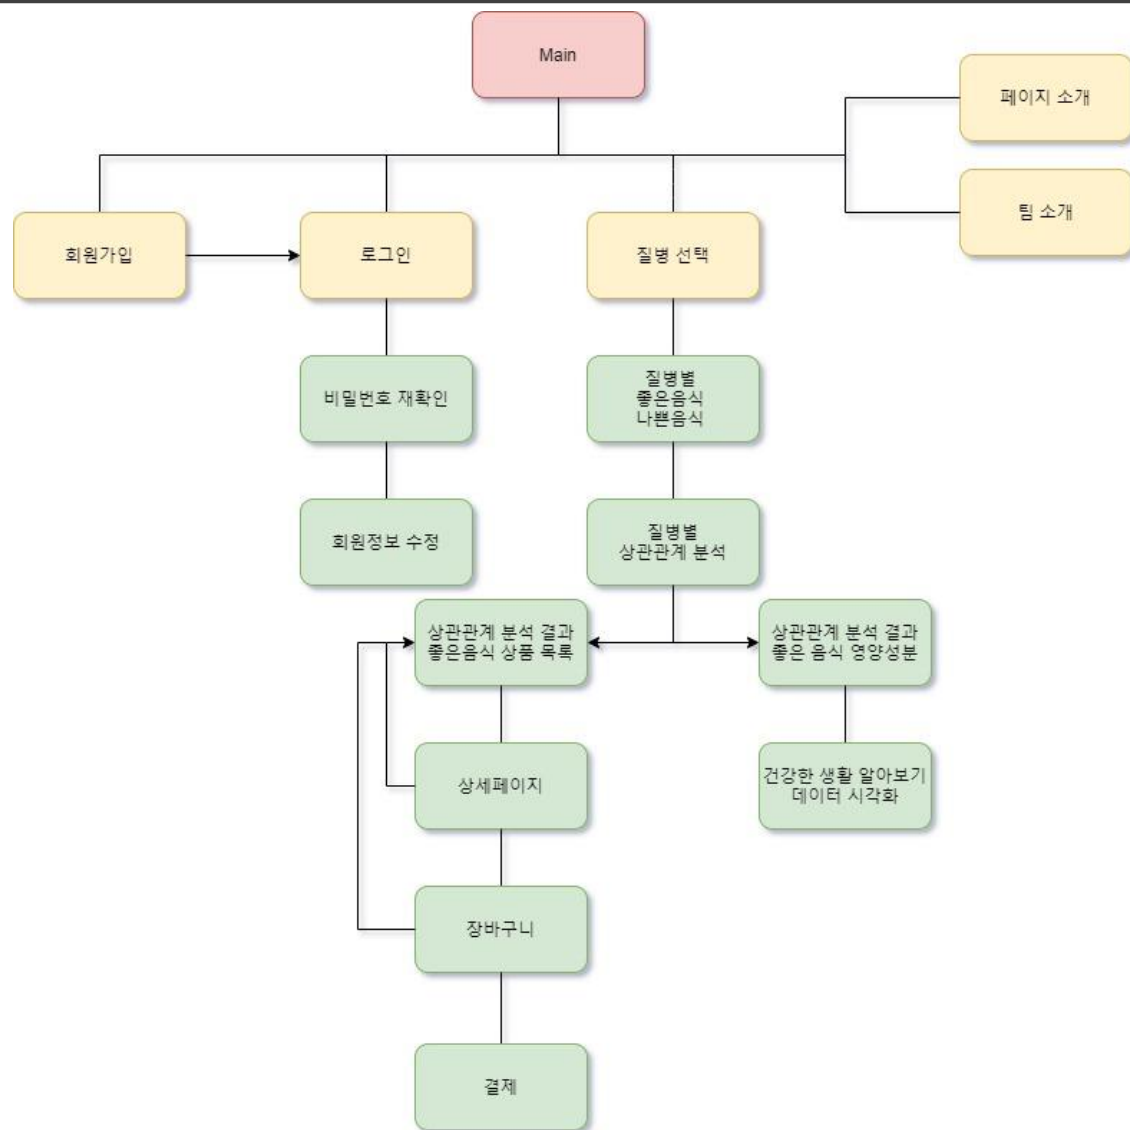 Main
페이지 소개
팀 소개
회원가입
로그인
질병 선택
비밀번호 재확인
질병별
좋은음식
나쁜음식
회원정보 수정
질병별
상관관계 분석
상관관계 분석 결과
좋은음식 상품 목록
상관관계 분석 결과
좋은 음식 영양성분
상세페이지
건강한 생활 알아보기
데이터 시각화
장바구니
결제